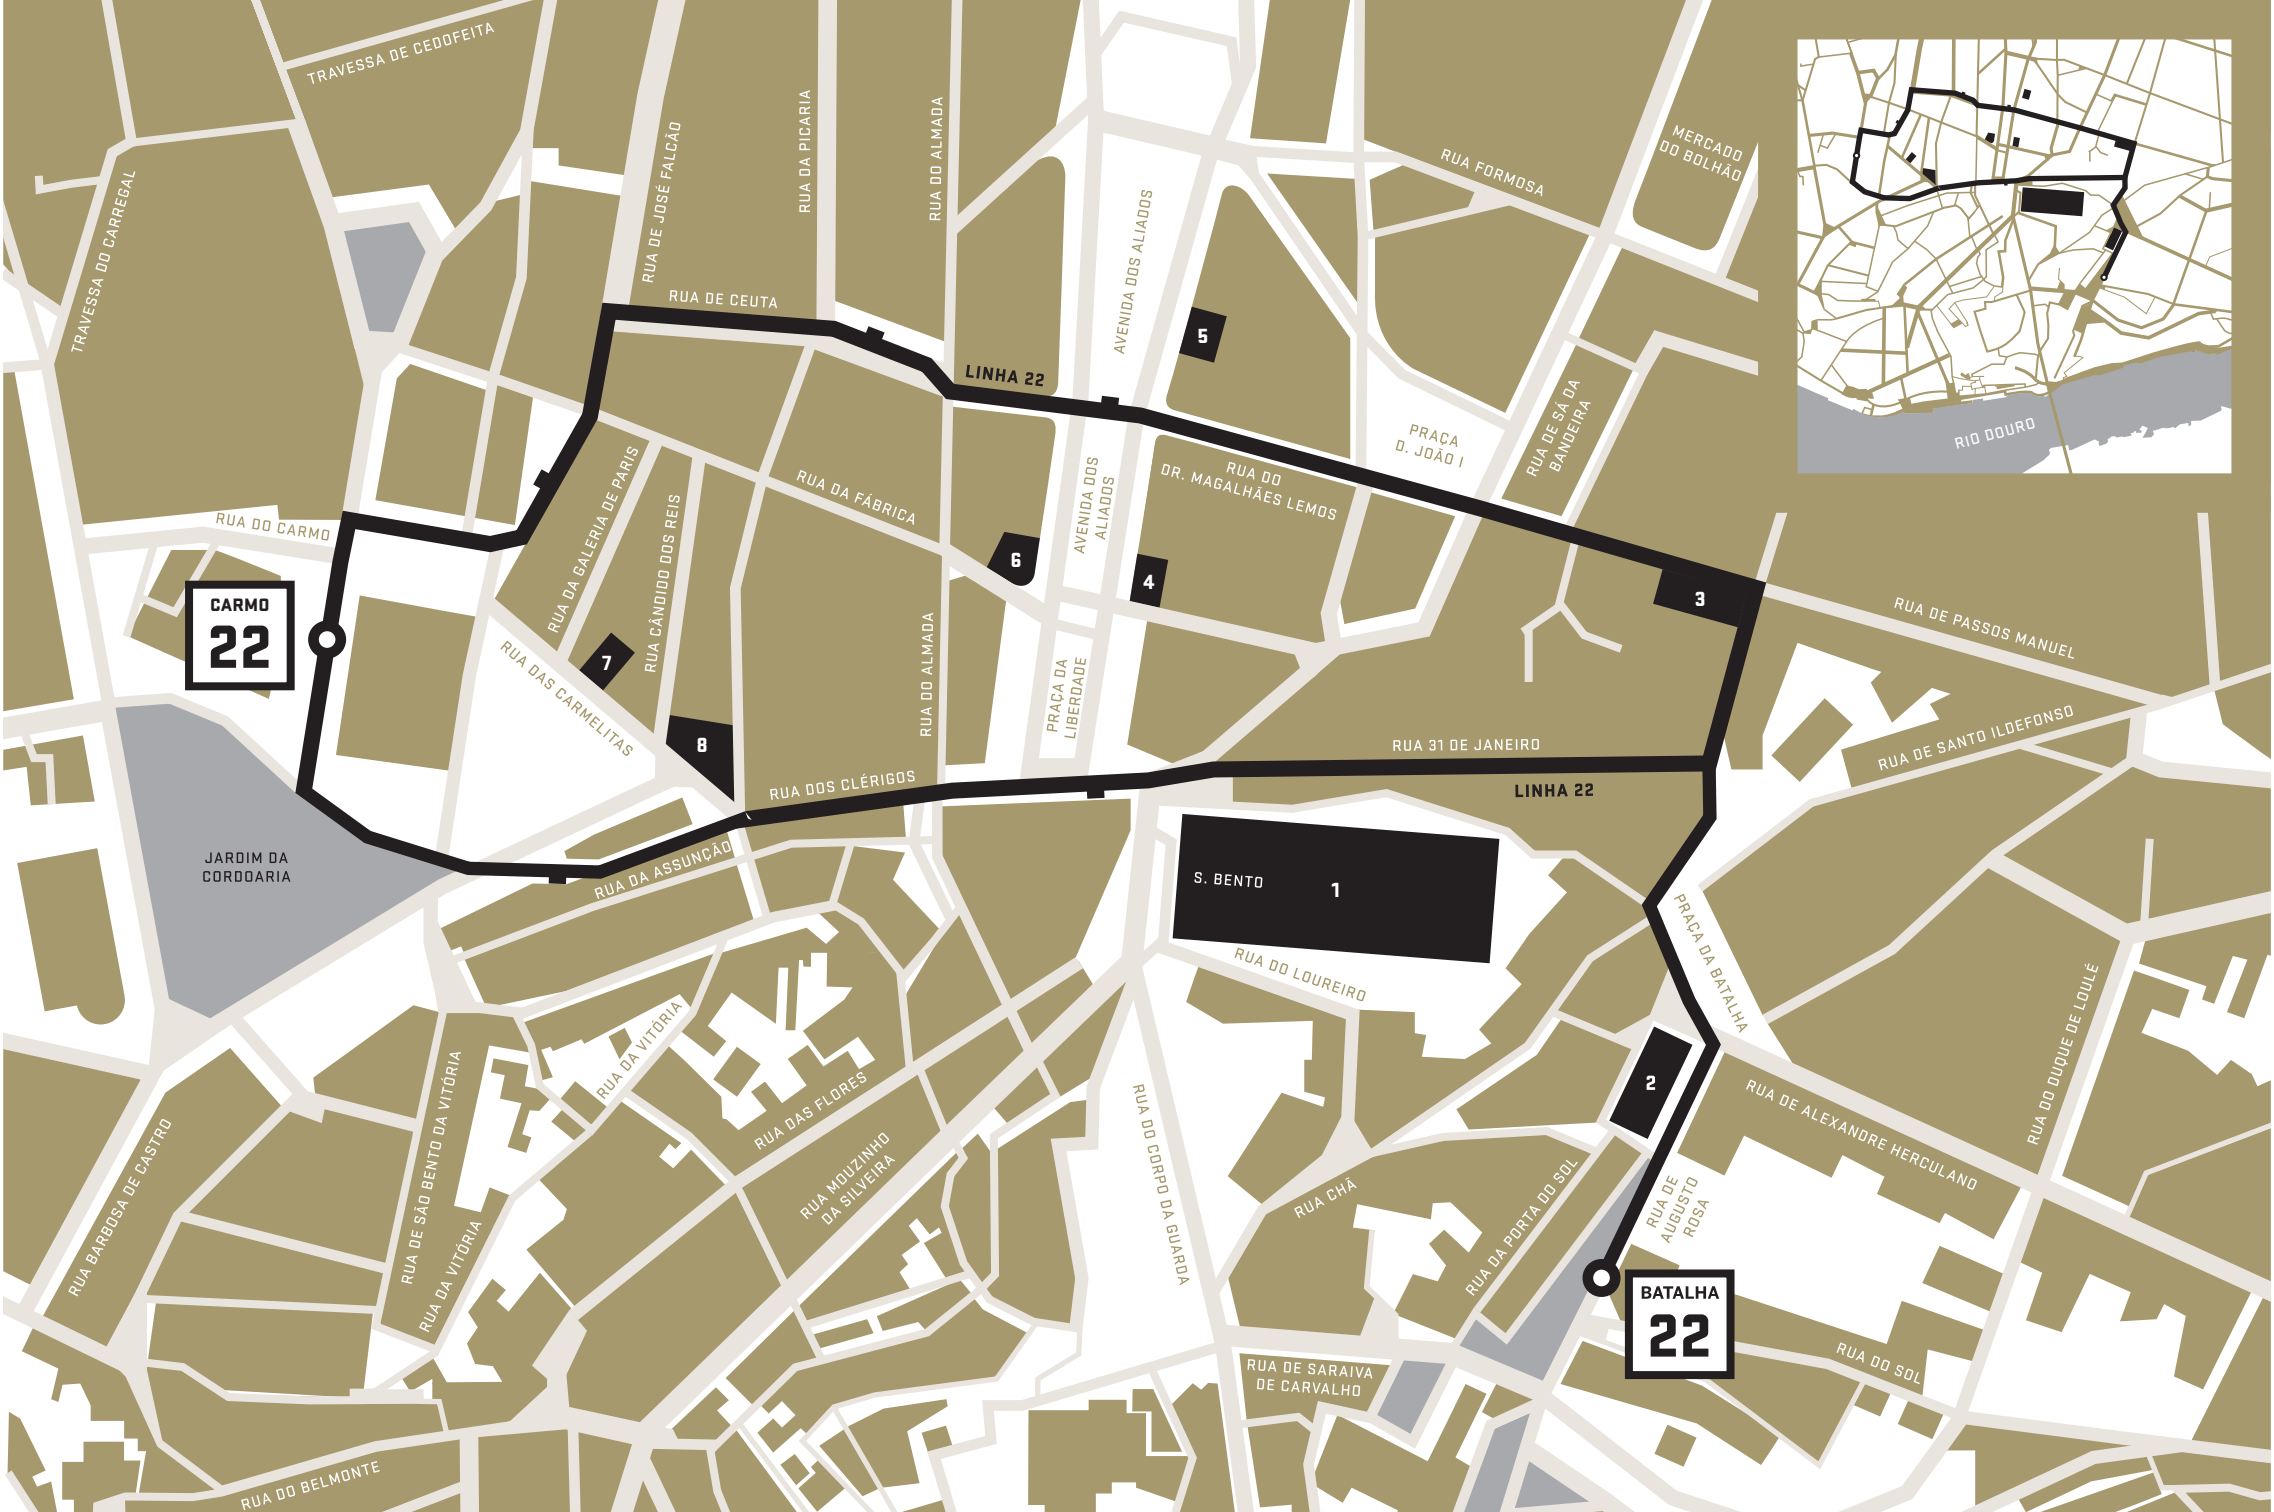 TRAVESSA DE CEDOFEITA
TRAVESSA DO CARREGAL
RUA DE JOSÉ FALCÃO
RUA DA PICARIA
RUA DO ALMADA
AVENIDA DOS ALIADOS
RUA FORMOSA
MERCADO
DO BOLHÃO
RIO DOURO
RUA DE CEUTA
LINHA 22
5
PRAÇA
D. JOÃO I
RUA DE SÁ DA
BANDEIRA
RUA DO
DR. MAGALHÃES LEMOS
RUA DO CARMO
RUA DA GALERIA DE PARIS
RUA CÂNDIDO DOS REIS
RUA DA FÁBRICA
AVENIDA DOS
ALIADOS
6
4
3
RUA DE PASSOS MANUEL
CARMO
22
7
RUA DAS CARMELITAS
8
RUA DO ALMADA
PRAÇA DA
LIBERDADE
RUA 31 DE JANEIRO
LINHA 22
RUA DE SANTO ILDEFONSO
RUA DOS CLÉRIGOS
JARDIM DA
CORDOARIA
RUA DA ASSUNÇÃO
S. BENTO
1
RUA DO LOUREIRO
PRAÇA DA BATALHA
RUA DO DUQUE DE LOULÉ
RUA DA VITÓRIA
RUA DAS FLORES
RUA MOUZINHO
DA SILVEIRA
RUA DO CORPO DA GUARDA
2
RUA DE ALEXANDRE HERCULANO
RUA BARBOSA DE CASTRO
RUA DE SÃO BENTO DA VITÓRIA
RUA DA VITÓRIA
RUA CHÃ
RUA DA PORTA DO SOL
RUA DE
AUGUSTO
ROSA
BATALHA
22
RUA DO SOL
RUA DE SARAIVA
DE CARVALHO
RUA DO BELMONTE